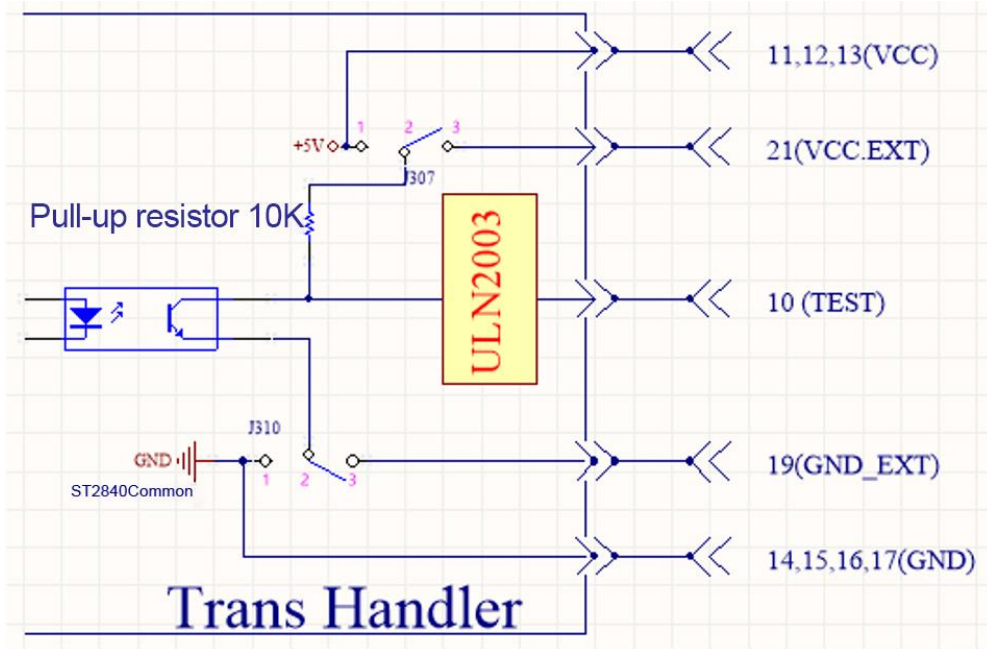 11,12,13(VCC)
+5V
1
2
3
J307
21(VCC.EXT)
Pull-up resistor 10K
ULN2003
10 (TEST)
J310
GND
1
2
3
19(GND_EXT)
ST2840Common
14,15,16,17(GND)
Trans Handler